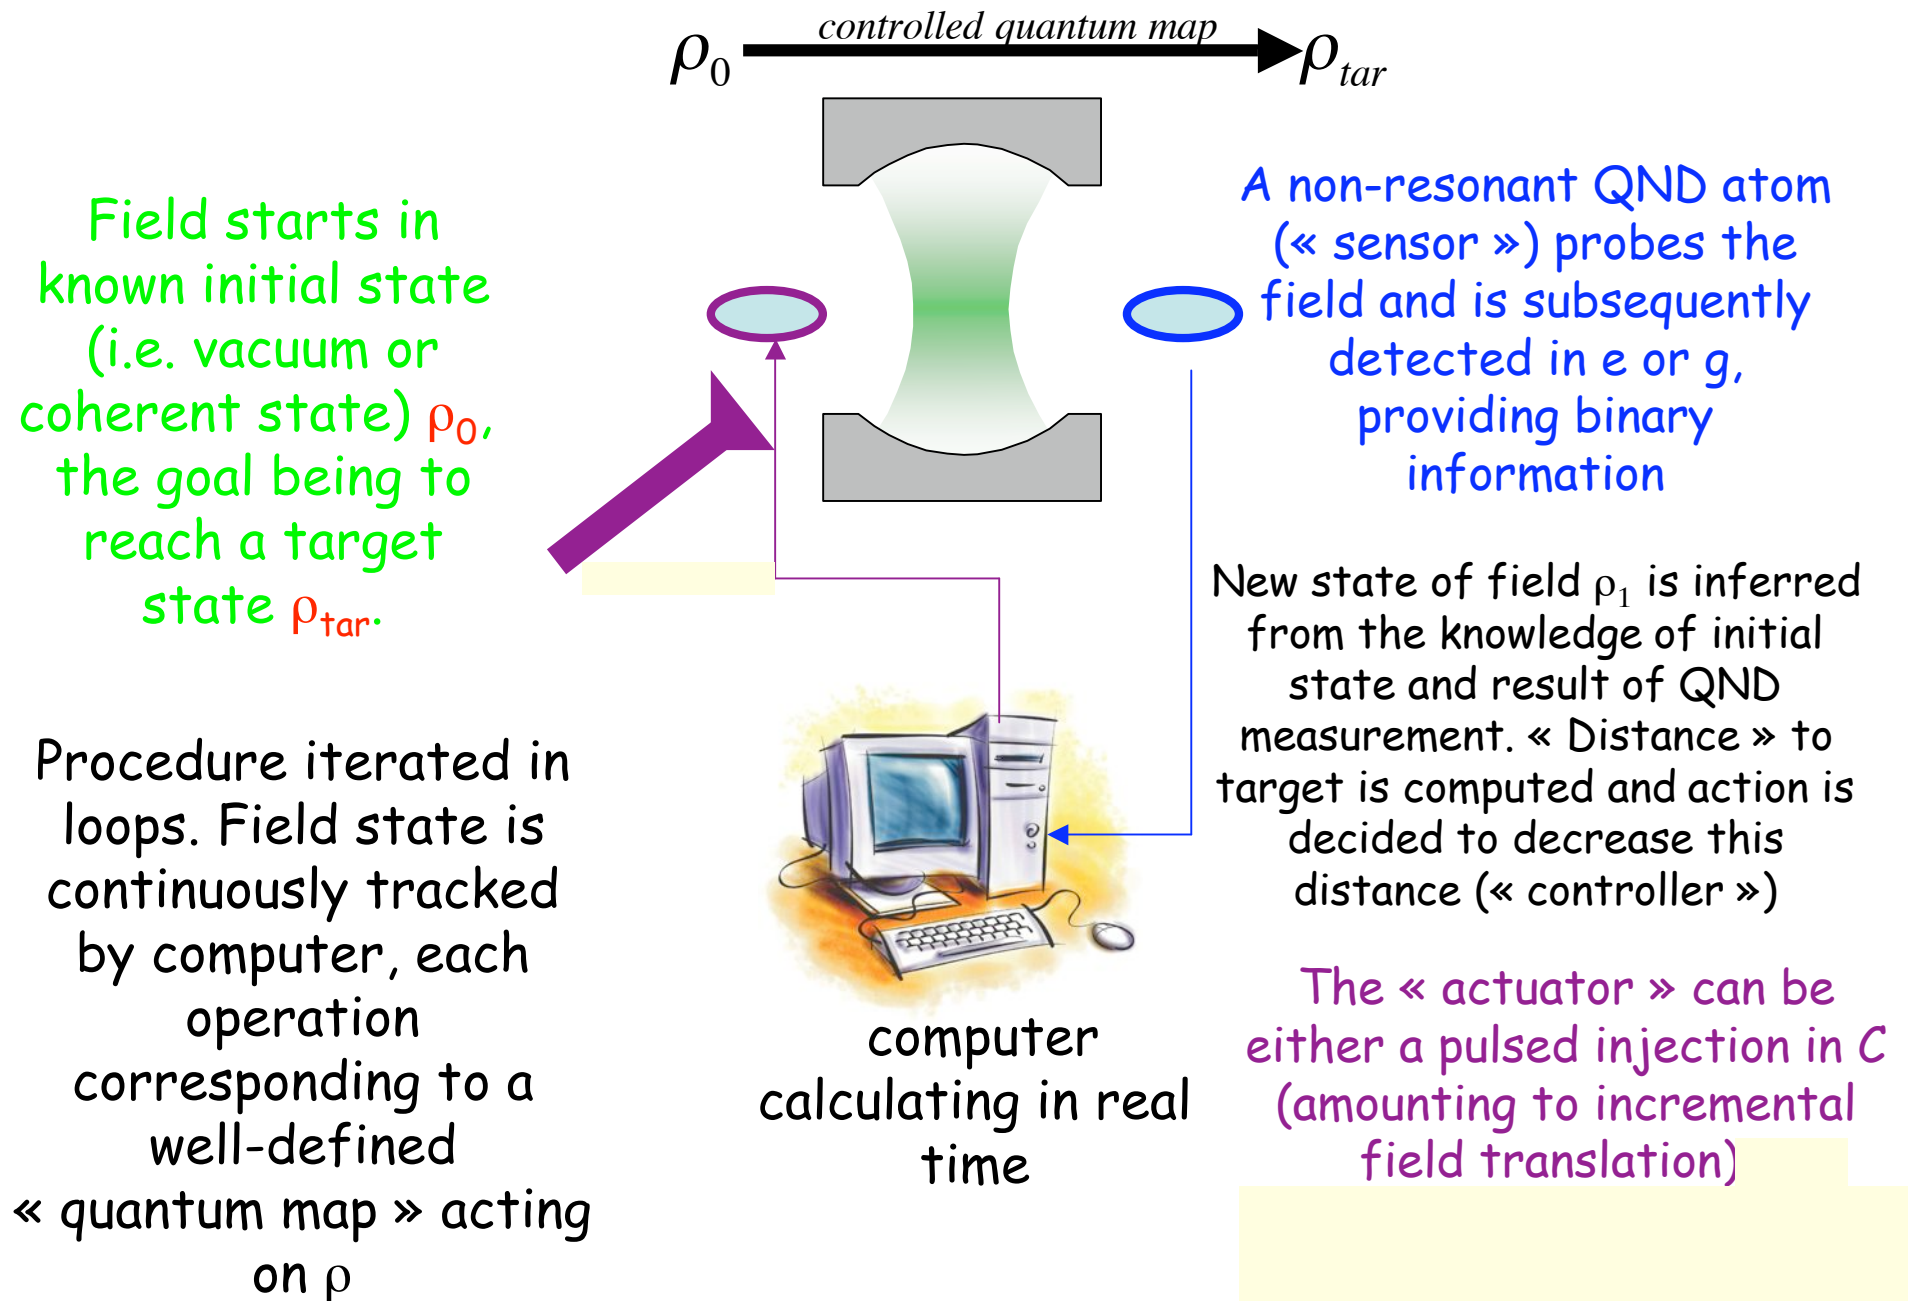 ρ0 controlled quantum map ρtar
Field starts in
known initial state
(i.e. vacuum or
coherent state) ρ0,
the goal being to
reach a target
state ρtar.
Procedure iterated in
loops. Field state is
continuously tracked
by computer, each
operation
corresponding to a
well-defined
« quantum map » acting
on ρ
computer
calculating in real
time
A non-resonant QND atom
(« sensor ») probes the
field and is subsequently
detected in e or g,
providing binary
information
New state of field ρ1 is inferred
from the knowledge of initial
state and result of QND
measurement. « Distance » to
target is computed and action is
decided to decrease this
distance (« controller »)
The « actuator » can be
either a pulsed injection in C
(amounting to incremental
field translation)